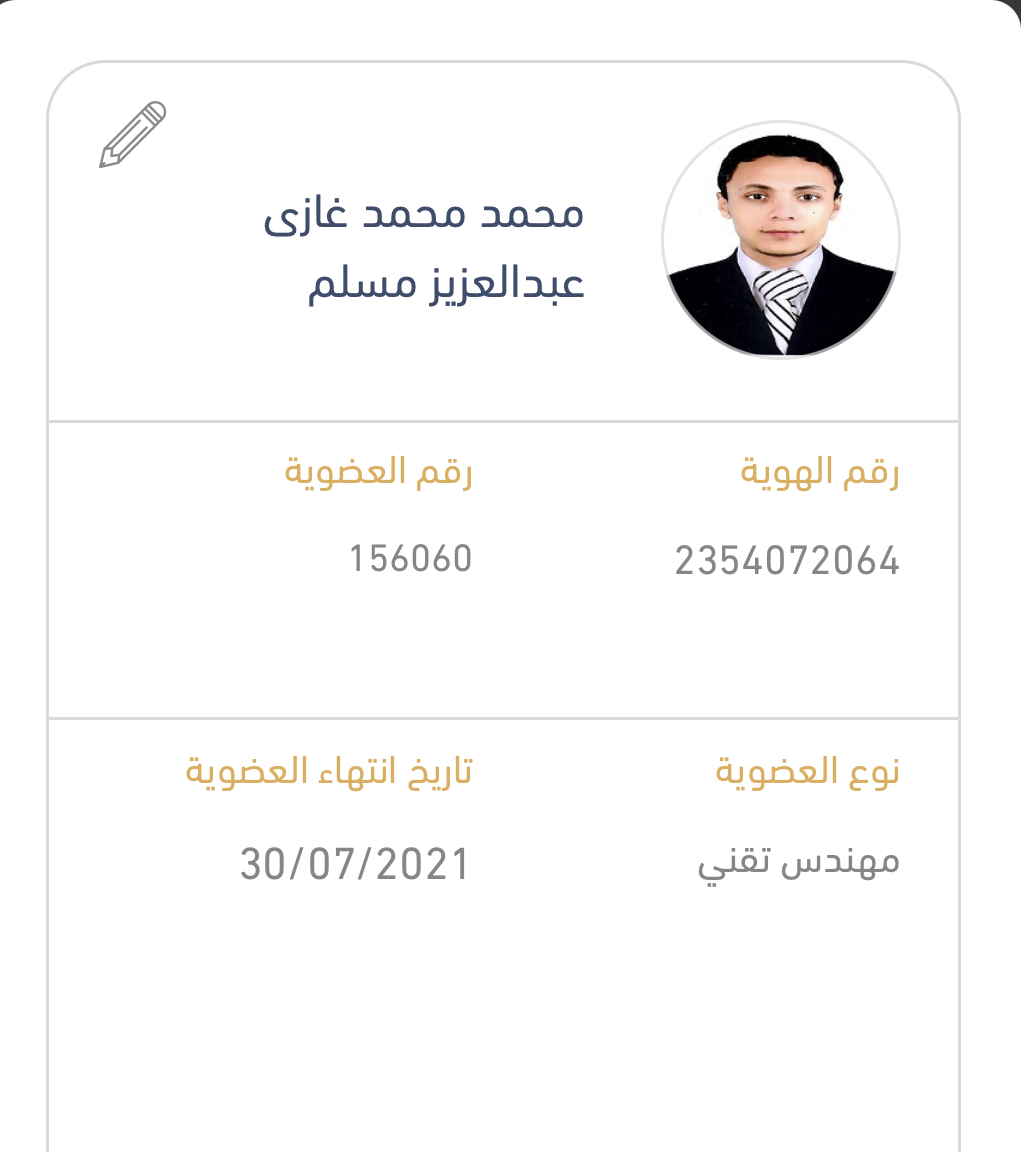 محمد محمد غازى
عبدالعزيز مسلم
رقم الهوية
رقم العضوية
2354072064
156060
نوع العضوية
تاريخ انتهاء العضوية
مهندس تقني
30/07/2021